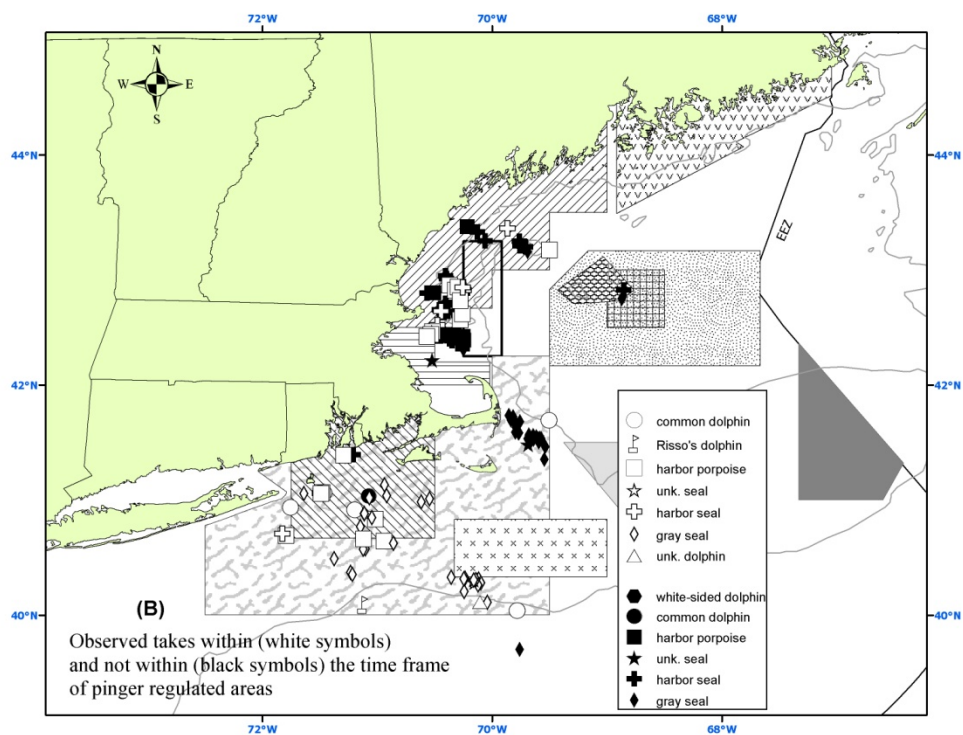 72°W 70°W 68°W
N
W E
S
44°N 44°N
EEZ
42°N 42°N
common dolphin
Risso's dolphin
harbor porpoise
unk. seal
harbor seal
gray seal
unk. dolphin
white-sided dolphin
common dolphin
harbor porpoise
unk. seal
harbor seal
gray seal
40°N 40°N
(B)
Observed takes within (white symbols)
and not within (black symbols) the time frame
of pinger regulated areas
72°W 70°W 68°W